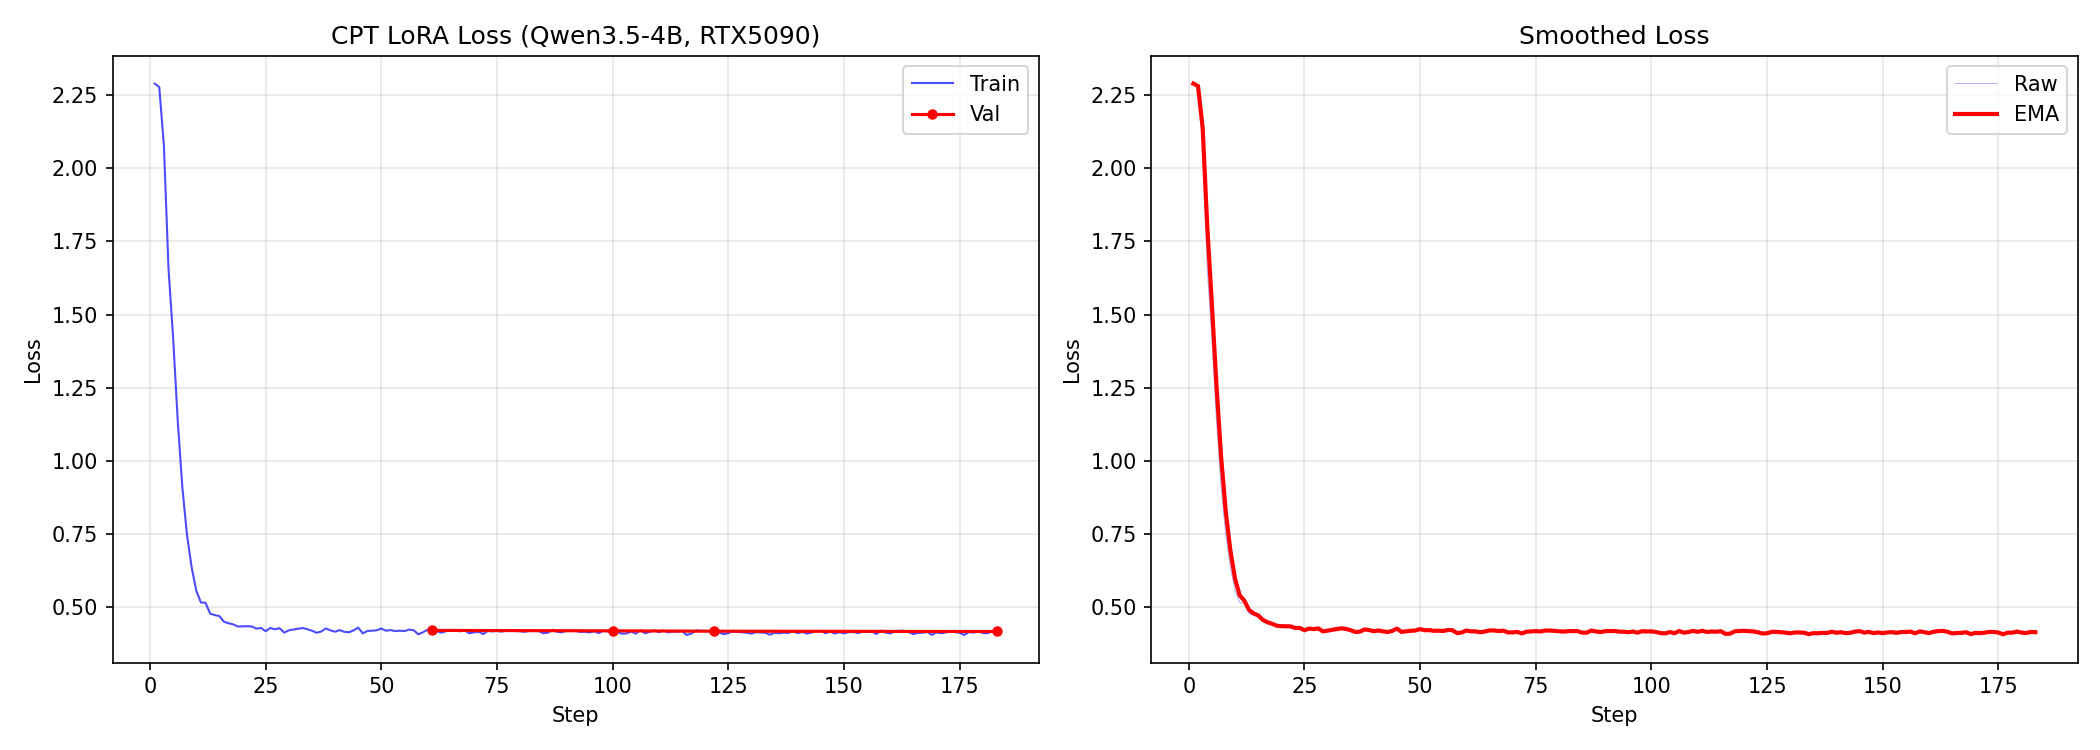 CPT LoRA Loss (Qwen3.5-4B, RTX5090)
Loss
2.25
2.00
1.75
1.50
1.25
1.00
0.75
0.50
Train
Val
0 25 50 75 100 125 150 175
Step
Smoothed Loss
Loss
2.25
2.00
1.75
1.50
1.25
1.00
0.75
0.50
Raw
EMA
0 25 50 75 100 125 150 175
Step